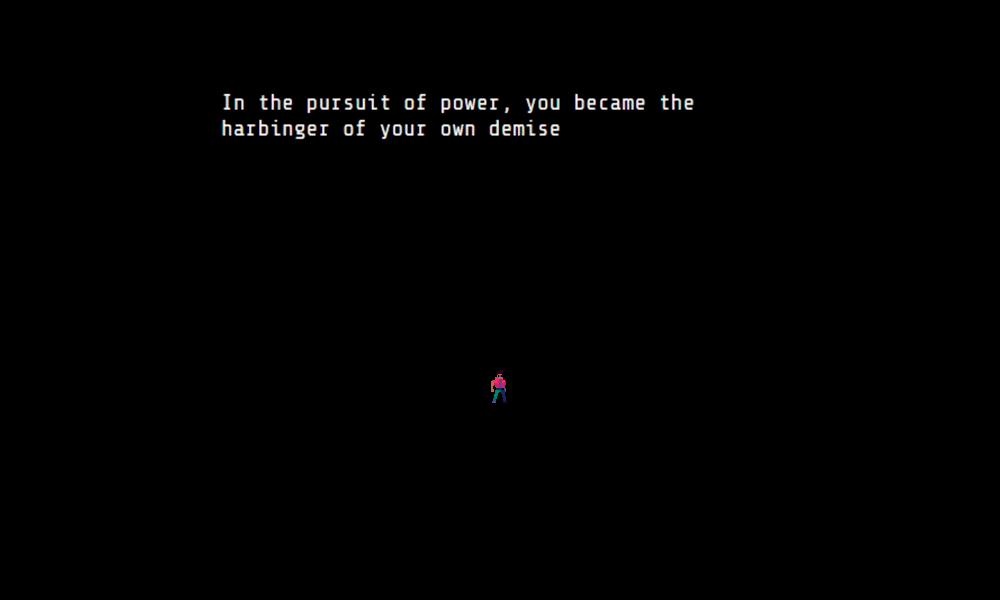 In the pursuit of power, you became the
harbinger of your own demise